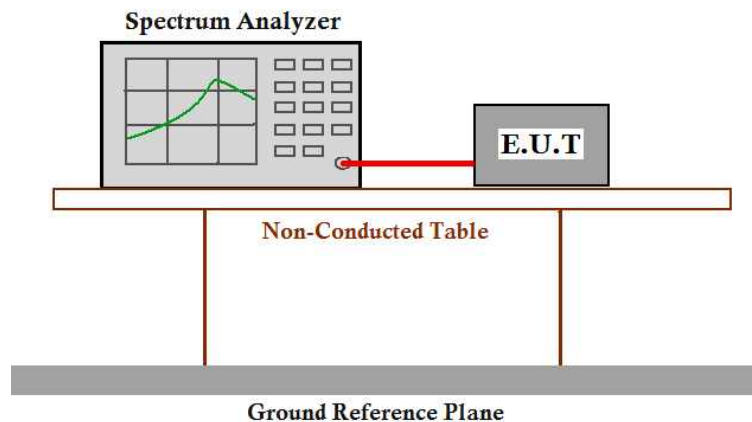 Spectrum Analyzer
E.U.T
Non-Conducted Table
Ground Reference Plane